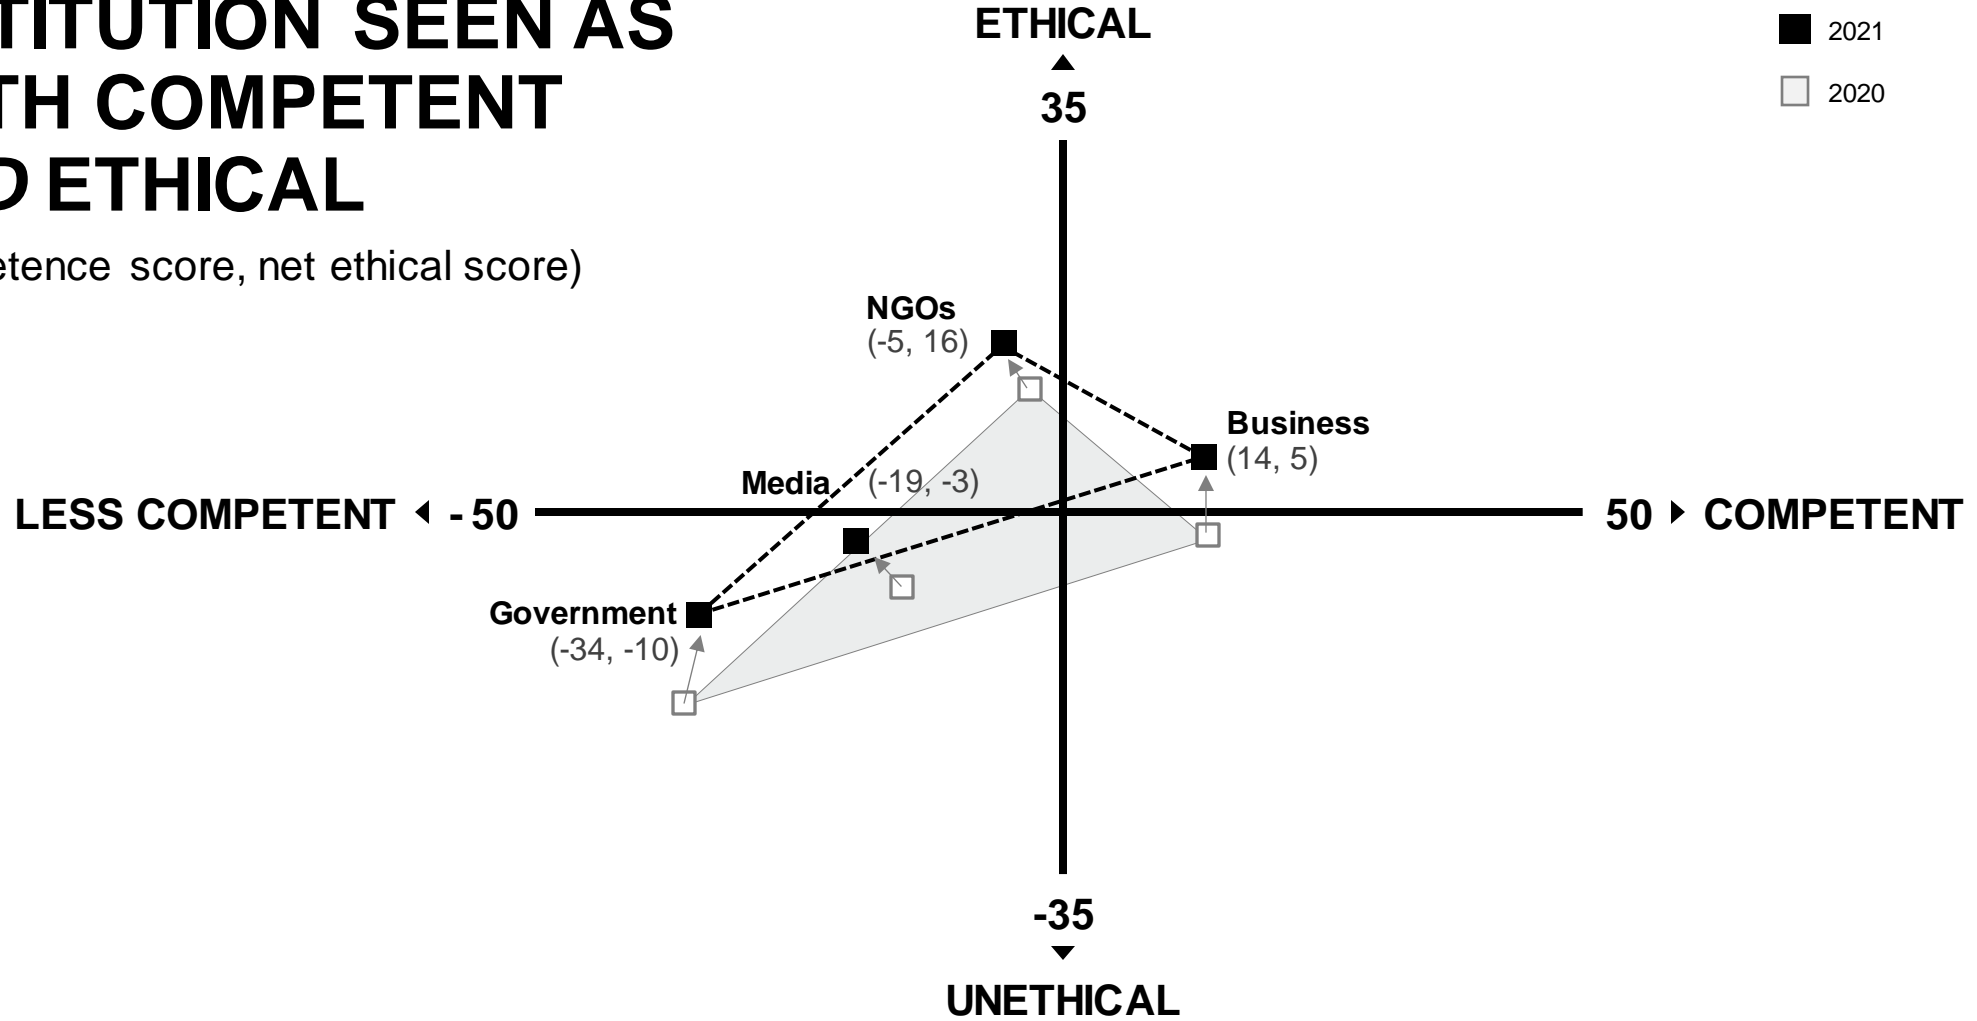 TITUTION SEEN AS
TH COMPETENT
D ETHICAL
etence score, net ethical score)
ETHICAL
35
2021
2020
NGOs
(-5, 16)
Business
(14, 5)
Media (-19, -3)
LESS COMPETENT -50
50 COMPETENT
Government
(-34, -10)
-35
UNETHICAL